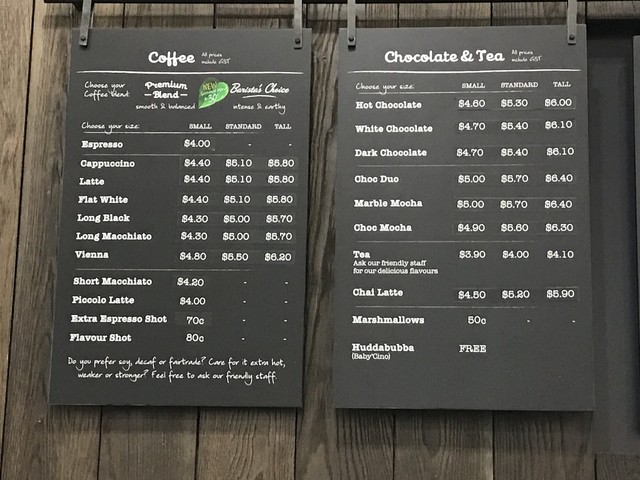 Coffee All prices include GST
Choose your Coffee blend: Premium Blend smooth & balanced NEW Barista's Choice intense & earthy
Choose your size: SMALL STANDARD TALL
Espresso $4.00 - -
Cappuccino $4.40 $5.10 $5.80
Latte $4.40 $5.10 $5.80
Flat White $4.40 $5.10 $5.80
Long Black $4.30 $5.00 $5.70
Long Macchiato $4.30 $5.00 $5.70
Vienna $4.80 $5.50 $6.20
Short Macchiato $4.20 - -
Piccolo Latte $4.00 - -
Extra Espresso Shot 70c - -
Flavour Shot 80c - -
Do you prefer soy, decaf or fairtrade? Care for it extra hot,
weaker or stronger? Feel free to ask our friendly staff.
Chocolate & Tea All prices include GST
Choose your size: SMALL STANDARD TALL
Hot Chocolate $4.60 $5.30 $6.00
White Chocolate $4.70 $5.40 $6.10
Dark Chocolate $4.70 $5.40 $6.10
Choc Duo $5.00 $5.70 $6.40
Marble Mocha $5.00 $5.70 $6.40
Choc Mocha $4.90 $5.60 $6.30
Tea $3.90 $4.00 $4.10
Ask our friendly staff
for our delicious flavours
Chai Latte $4.50 $5.20 $5.90
Marshmallows 50c - -
Huddabubba FREE
(Baby'Cino)